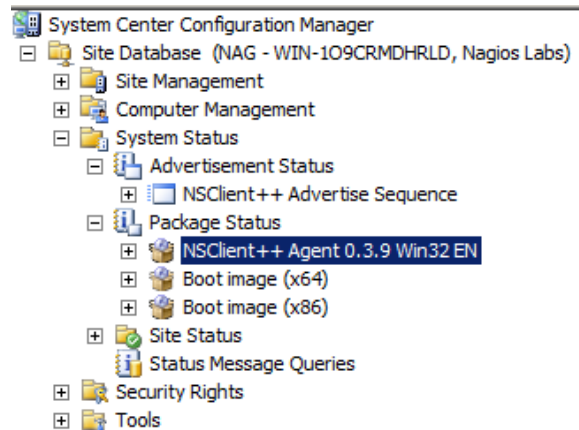 System Center Configuration Manager
Site Database (NAG - WIN-1O9CRMDHRLD, Nagios Labs)
Site Management
Computer Management
System Status
Advertisement Status
NSClient++ Advertise Sequence
Package Status
NSClient++ Agent 0.3.9 Win32 EN
Boot image (x64)
Boot image (x86)
Site Status
Status Message Queries
Security Rights
Tools